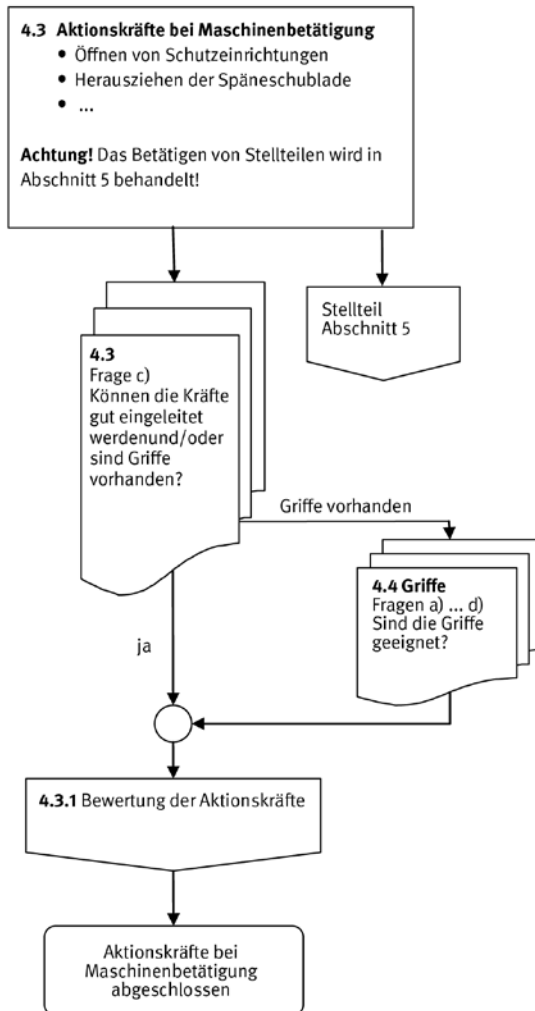 4.3 Aktionskräfte bei Maschinenbetätigung
• Öffnen von Schutzeinrichtungen
• Herausziehen der Späneschublade
• ...
Achtung! Das Betätigen von Stellteilen wird in
Abschnitt 5 behandelt!
Stellteil
Abschnitt 5
4.3
Frage c)
Können die Kräfte
gut eingeleitet
werdenund/oder
sind Griffe
vorhanden?
Griffe vorhanden
4.4 Griffe
Fragen a) ... d)
Sind die Griffe
geeignet?
ja
4.3.1 Bewertung der Aktionskräfte
Aktionskräfte bei
Maschinenbetätigung
abgeschlossen